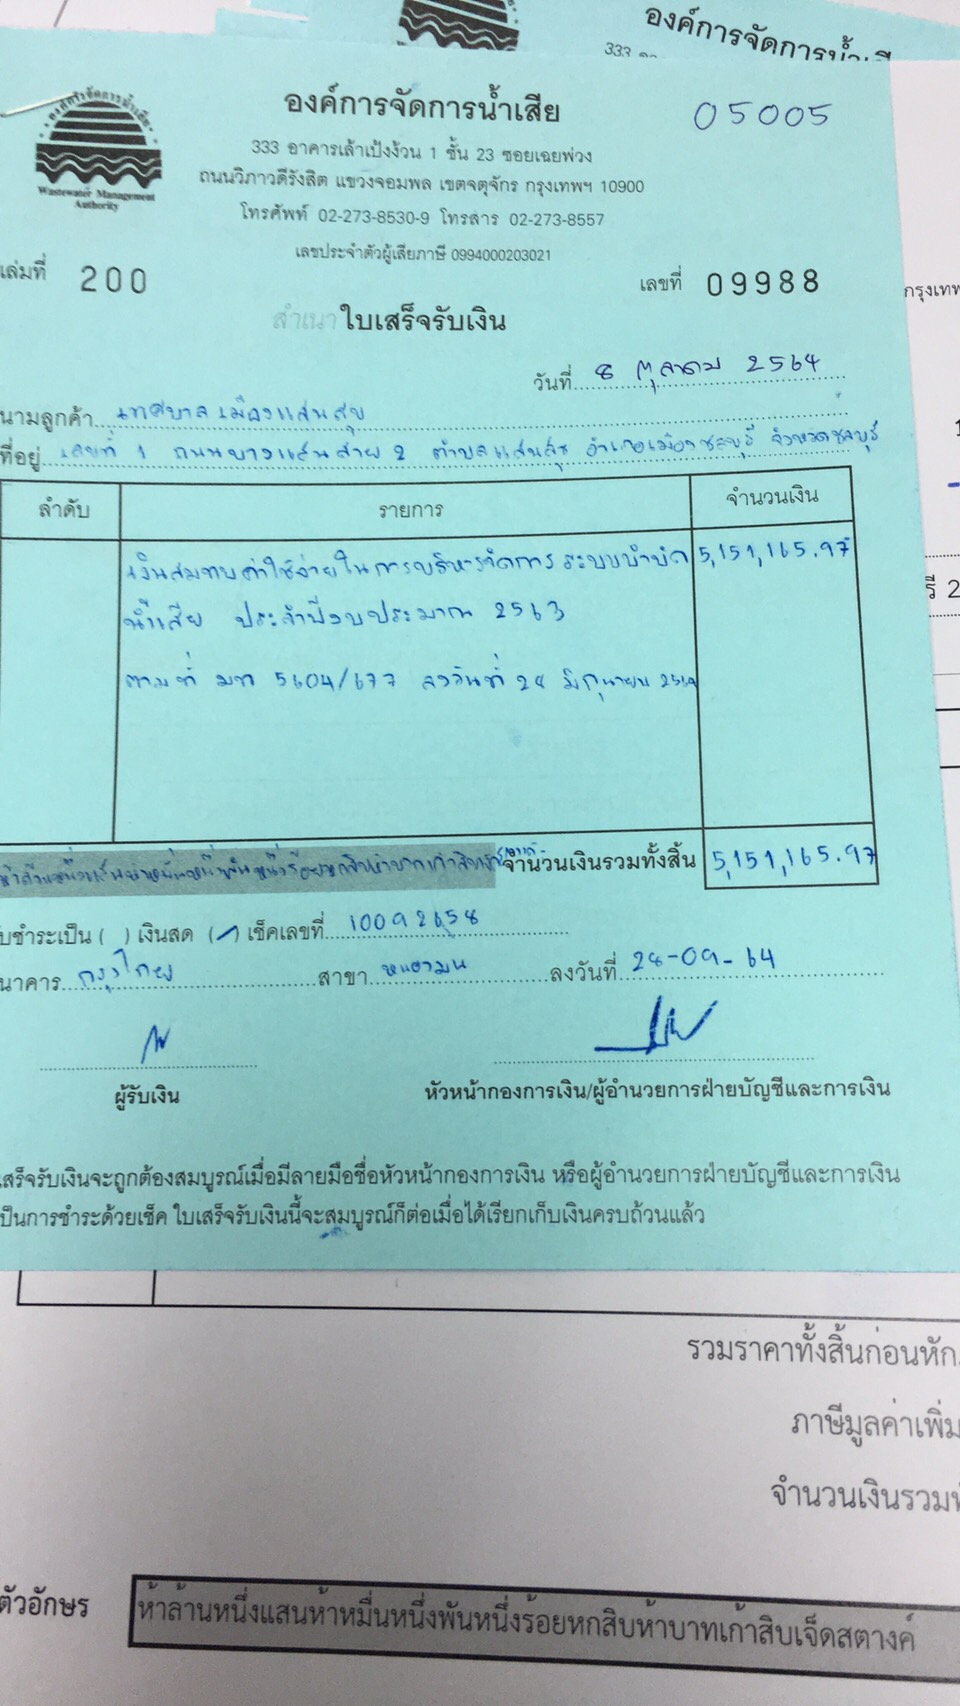 องค์การจัดการน้ำเสีย
333
องค์การจัดการน้ำเสีย
05005
333 อาคารเล้าเป้งง้วน 1 ชั้น 23 ซอยเฉยพ่วง
ถนนวิภาวดีรังสิต แขวงจอมพล เขตจตุจักร กรุงเทพฯ 10900
โทรศัพท์ 02-273-8530-9 โทรสาร 02-273-8557
เลขประจำตัวผู้เสียภาษี 0994000203021
Wastewater Management
Authority
เล่มที่ 200
เลขที่ 09988
กรุงเทพ
สำเนา ใบเสร็จรับเงิน
วันที่ 8 ตุลาคม 2564
นามลูกค้า เทศบาลเมืองแสนสุข
ที่อยู่ เลขที่ 1 ถนนบางแสนสาย 2 ตำบลแสนสุข อำเภอเมืองชลบุรี จังหวัดชลบุรี
ลำดับ รายการ จำนวนเงิน
เงินสมทบค่าใช้จ่ายในการบริหารจัดการระบบบำบัด 5,151,165.97
น้ำเสีย ประจำปีงบประมาณ 2563
ตามที่ มท 5604/677 ลงวันที่ 28 มิถุนายน 2564
ห้าล้านหนึ่งแสนห้าหมื่นหนึ่งพันหนึ่งร้อยหกสิบห้าบาทเก้าสิบเจ็ดสตางค์ จำนวนเงินรวมทั้งสิ้น 5,151,165.97
บชำระเป็น ( ) เงินสด (/) เช็คเลขที่ 10092658
นาคาร กรุงไทย สาขา หนองมน ลงวันที่ 28-09-64
ผู้รับเงิน
หัวหน้ากองการเงิน/ผู้อำนวยการฝ่ายบัญชีและการเงิน
เสร็จรับเงินจะถูกต้องสมบูรณ์เมื่อมีลายมือชื่อหัวหน้ากองการเงิน หรือผู้อำนวยการฝ่ายบัญชีและการเงิน
เป็นการชำระด้วยเช็ค ใบเสร็จรับเงินนี้จะสมบูรณ์ก็ต่อเมื่อได้เรียกเก็บเงินครบถ้วนแล้ว
รวมราคาทั้งสิ้นก่อนหัก
ภาษีมูลค่าเพิ่ม
จำนวนเงินรวม
ตัวอักษร ห้าล้านหนึ่งแสนห้าหมื่นหนึ่งพันหนึ่งร้อยหกสิบห้าบาทเก้าสิบเจ็ดสตางค์